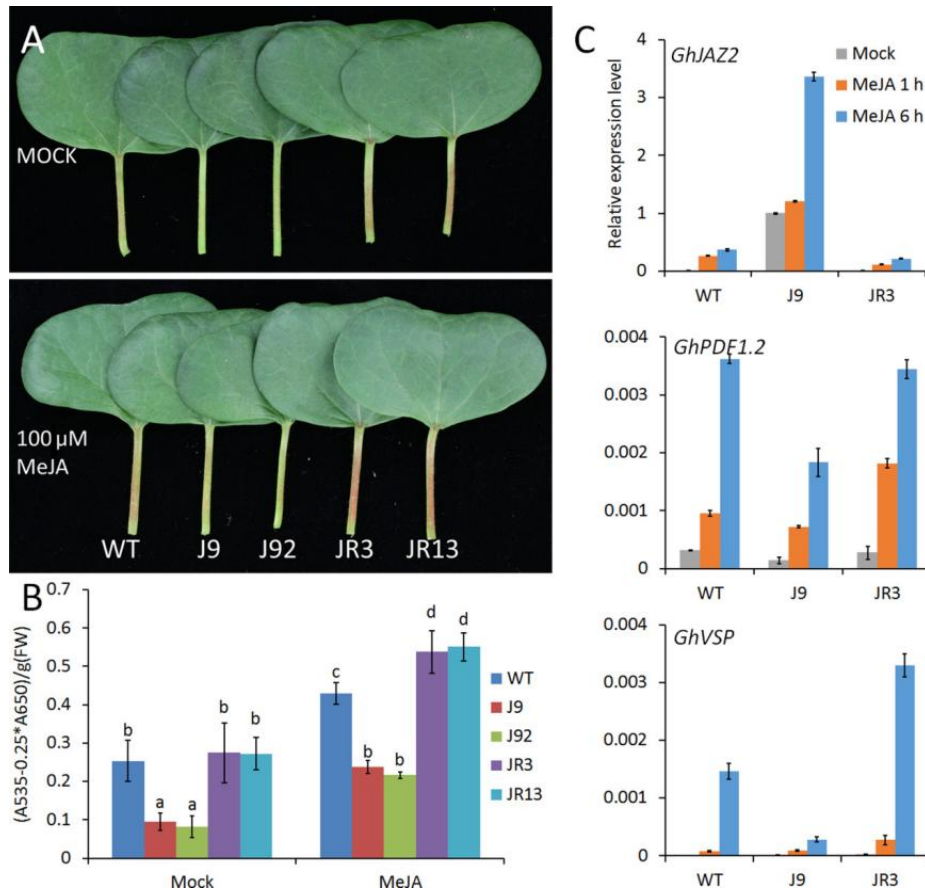 A
MOCK
100 µM
MeJA
WT J9 J92 JR3 JR13
B
(A535-0.25*A650)/g(FW)
0.7
0.6
0.5
0.4
0.3
0.2
0.1
0
b a a b b
c b b d d
WT
J9
J92
JR3
JR13
Mock MeJA
C
Relative expression level
GhJAZ2
Mock
MeJA 1 h
MeJA 6 h
4
3
2
1
0
WT J9 JR3
GhPDF1.2
0.004
0.003
0.002
0.001
0
WT J9 JR3
GhVSP
0.004
0.003
0.002
0.001
0.000
WT J9 JR3